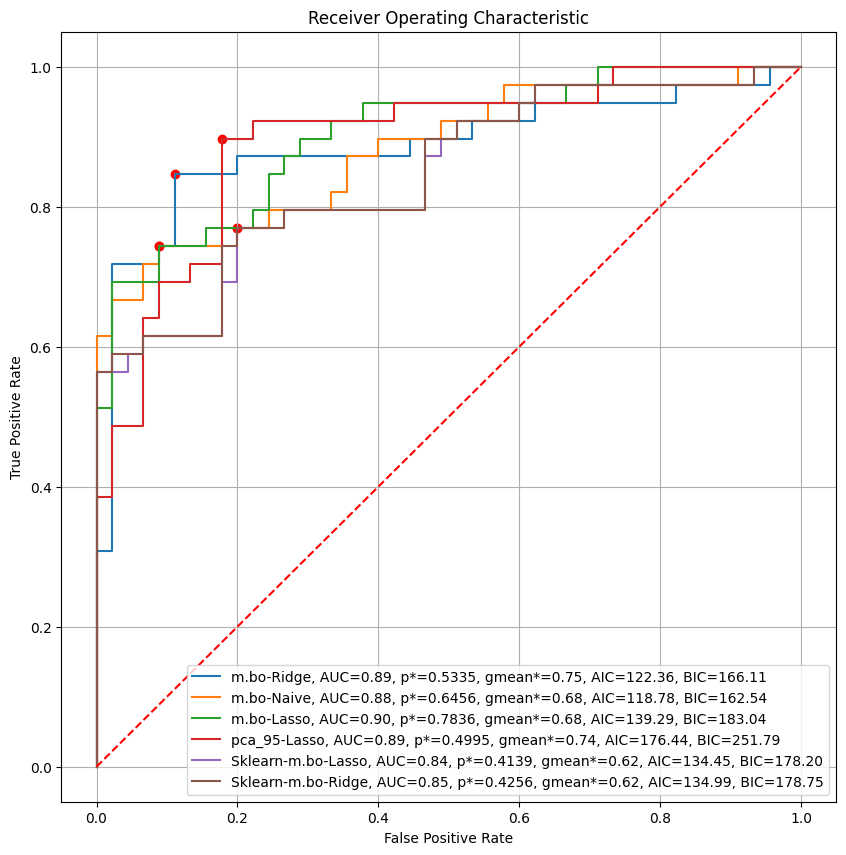 Receiver Operating Characteristic
1.0
0.8
0.6
0.4
0.2
0.0
True Positive Rate
m.bo-Ridge, AUC=0.89, p*=0.5335, gmean*=0.75, AIC=122.36, BIC=166.11
m.bo-Naive, AUC=0.88, p*=0.6456, gmean*=0.68, AIC=118.78, BIC=162.54
m.bo-Lasso, AUC=0.90, p*=0.7836, gmean*=0.68, AIC=139.29, BIC=183.04
pca_95-Lasso, AUC=0.89, p*=0.4995, gmean*=0.74, AIC=176.44, BIC=251.79
Sklearn-m.bo-Lasso, AUC=0.84, p*=0.4139, gmean*=0.62, AIC=134.45, BIC=178.20
Sklearn-m.bo-Ridge, AUC=0.85, p*=0.4256, gmean*=0.62, AIC=134.99, BIC=178.75
0.0 0.2 0.4 0.6 0.8 1.0
False Positive Rate